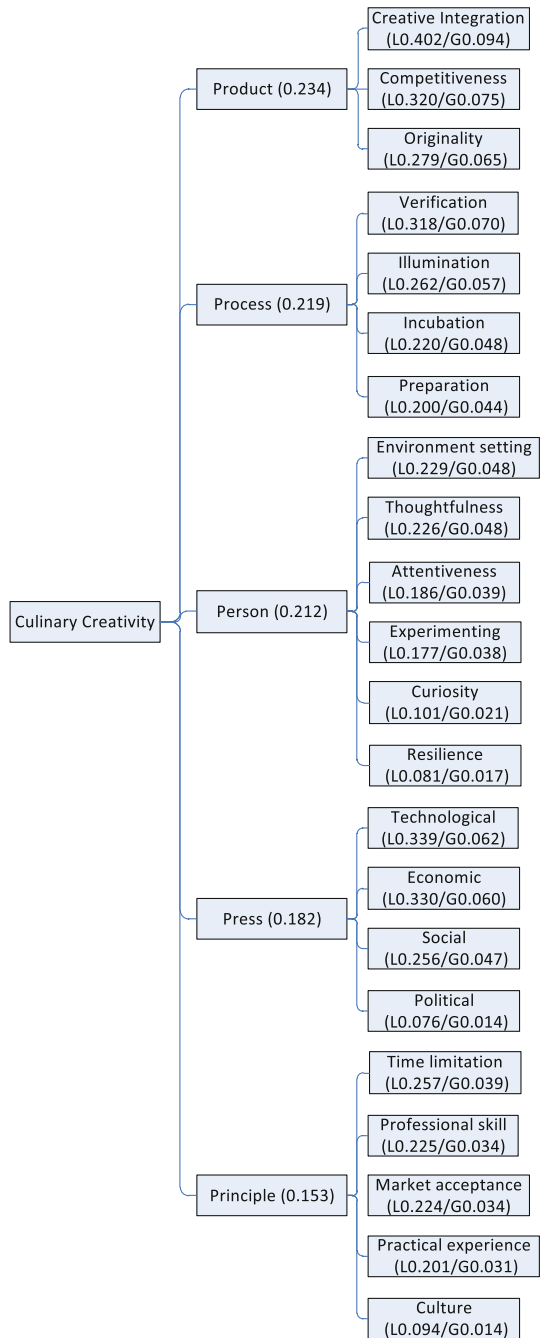 Culinary Creativity
Product (0.234)
Creative Integration
(L0.402/G0.094)
Competitiveness
(L0.320/G0.075)
Originality
(L0.279/G0.065)
Process (0.219)
Verification
(L0.318/G0.070)
Illumination
(L0.262/G0.057)
Incubation
(L0.220/G0.048)
Preparation
(L0.200/G0.044)
Person (0.212)
Environment setting
(L0.229/G0.048)
Thoughtfulness
(L0.226/G0.048)
Attentiveness
(L0.186/G0.039)
Experimenting
(L0.177/G0.038)
Curiosity
(L0.101/G0.021)
Resilience
(L0.081/G0.017)
Press (0.182)
Technological
(L0.339/G0.062)
Economic
(L0.330/G0.060)
Social
(L0.256/G0.047)
Political
(L0.076/G0.014)
Principle (0.153)
Time limitation
(L0.257/G0.039)
Professional skill
(L0.225/G0.034)
Market acceptance
(L0.224/G0.034)
Practical experience
(L0.201/G0.031)
Culture
(L0.094/G0.014)